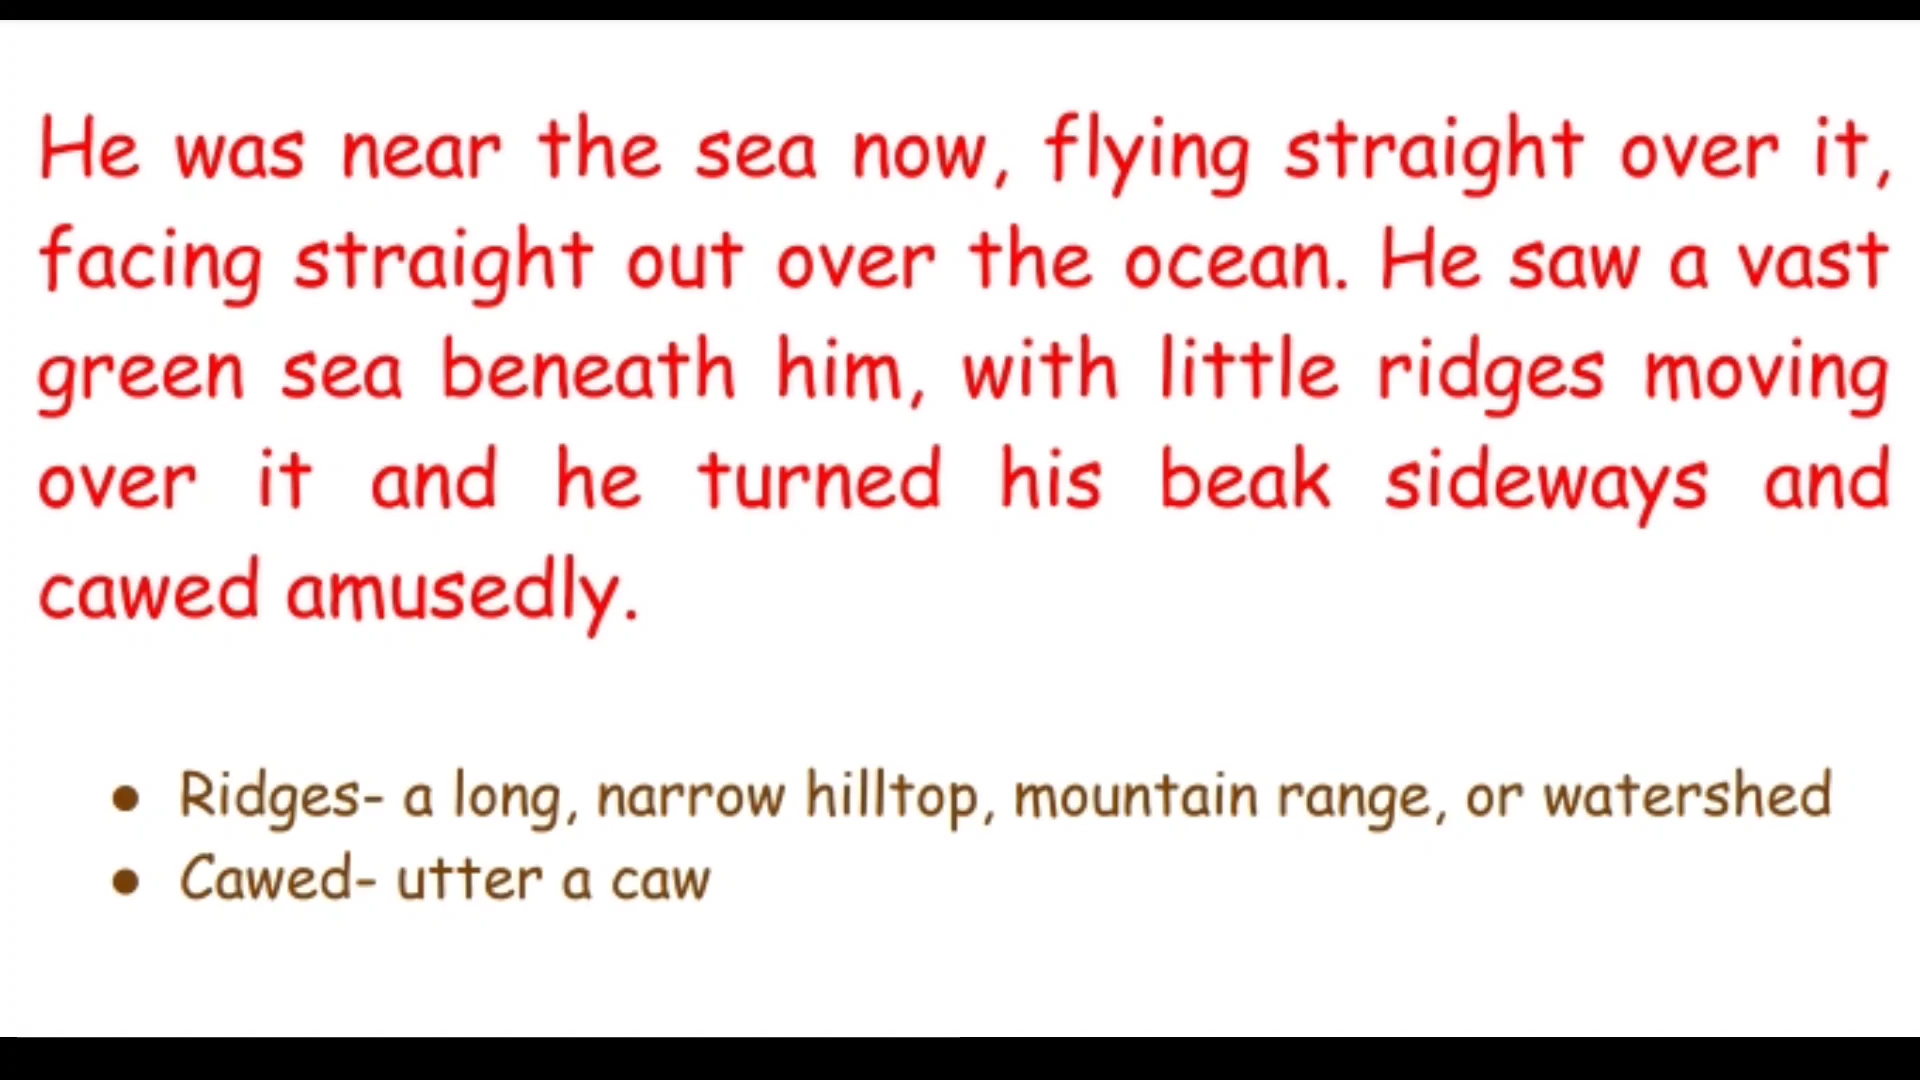 He was near the sea now, flying straight over it,
facing straight out over the ocean. He saw a vast
green sea beneath him, with little ridges moving
over it and he turned his beak sideways and
cawed amusedly.
● Ridges- a long, narrow hilltop, mountain range, or watershed
● Cawed- utter a caw